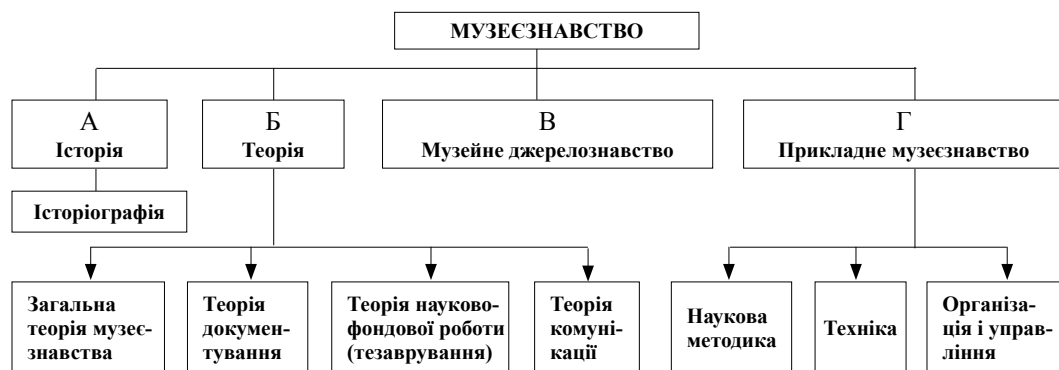 МУЗЕЄЗНАВСТВО
А
Історія
Б
Теорія
В
Музейне джерелознавство
Г
Прикладне музеєзнавство
Історіографія
Загальна
теорія музеє-
знавства
Теорія
докумен-
тування
Теорія науково-
фондової роботи
(тезаврування)
Теорія
комуні-
кації
Наукова
методика
Техніка
Організа-
ція і управ-
ління